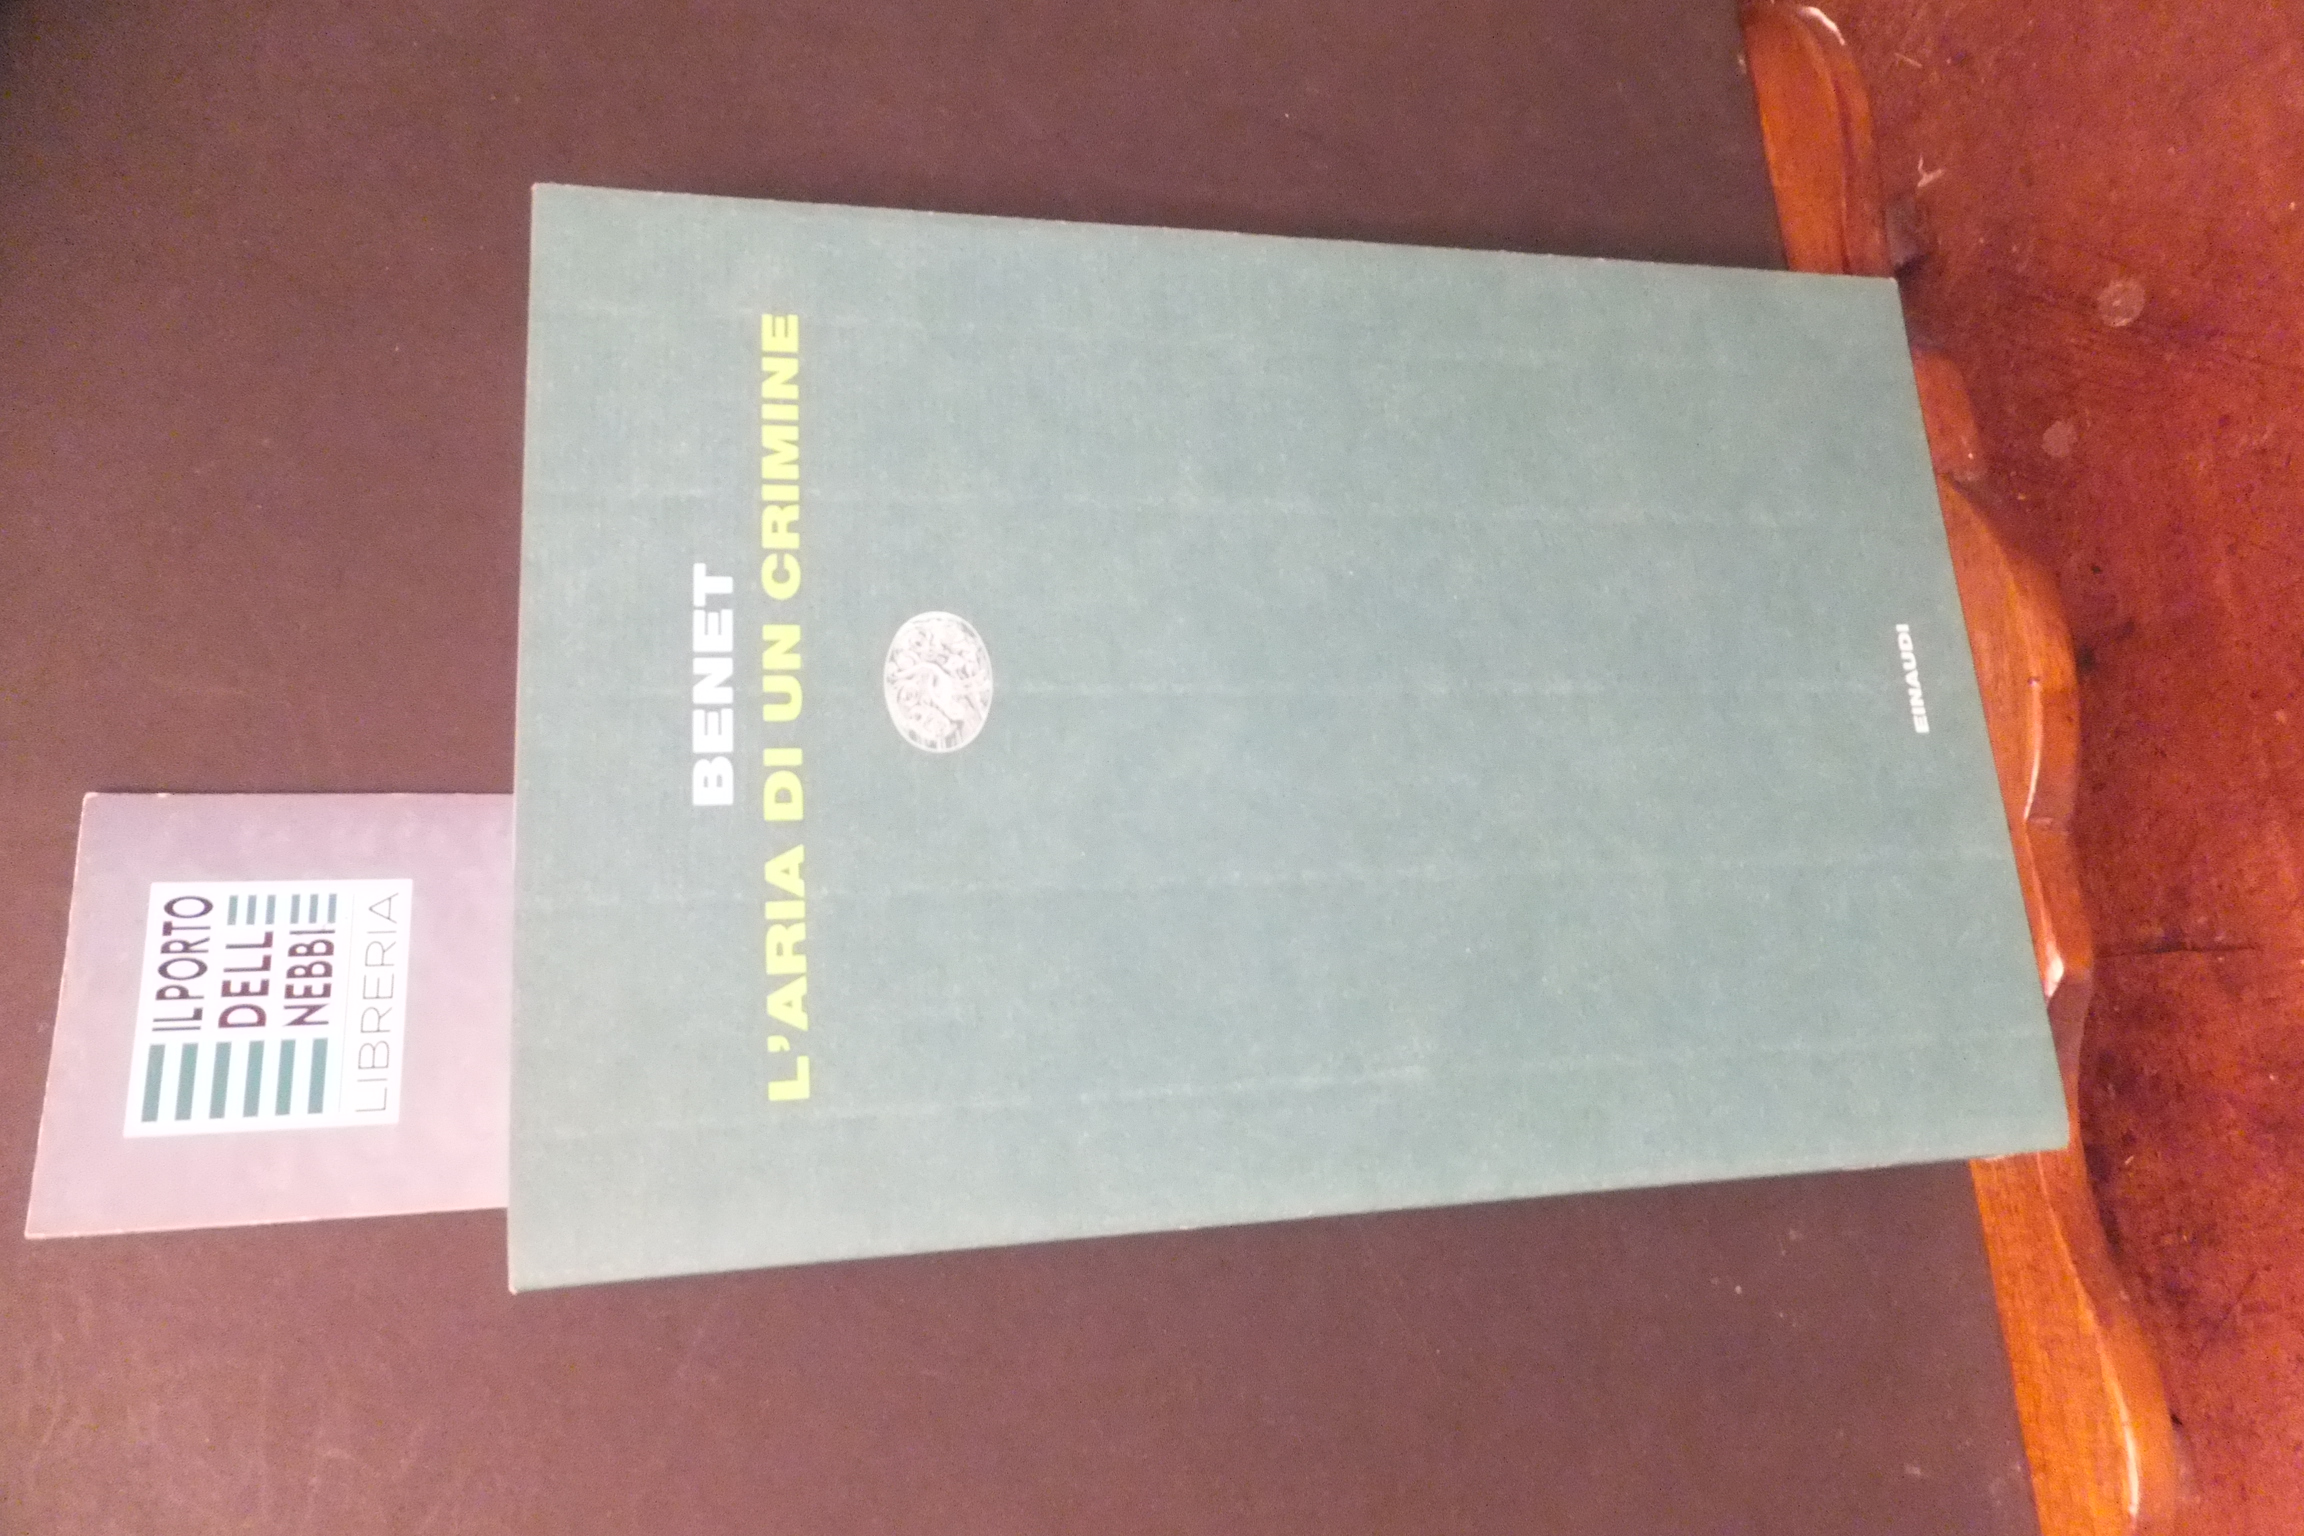 IL PORTO
DELLE
NEBBIE
LIBRERIA
BENET
L'ARIA DI UN CRIMINE
EINAUDI